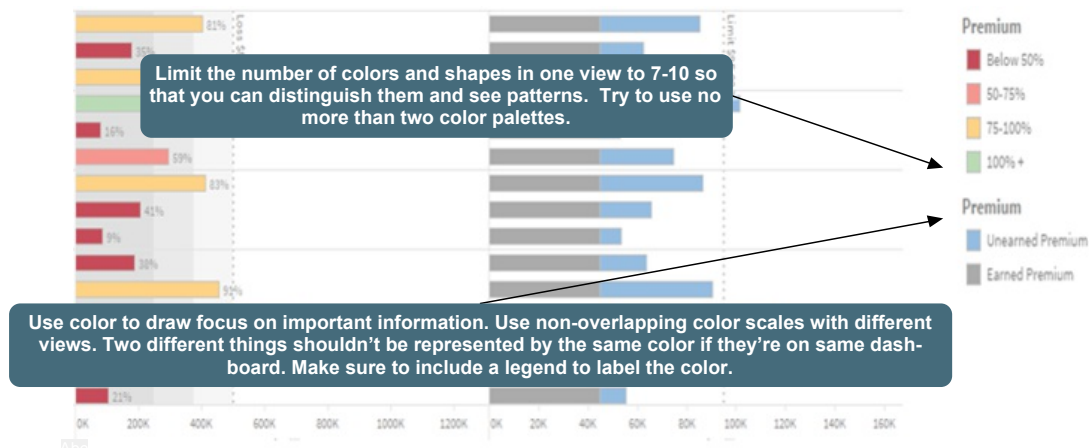 81%
35%
Loss
Limit
Limit the number of colors and shapes in one view to 7-10 so
that you can distinguish them and see patterns.  Try to use no
more than two color palettes.
16%
59%
83%
41%
9%
38%
Premium
Below 50%
50-75%
75-100%
100% +
Premium
Unearned Premium
Earned Premium
Use color to draw focus on important information. Use non-overlapping color scales with different
views. Two different things shouldn’t be represented by the same color if they’re on same dash-
board. Make sure to include a legend to label the color.
21%
0K 200K 400K 600K 800K 1000K 1200K 0K 20K 40K 60K 80K 100K 120K 140K 160K